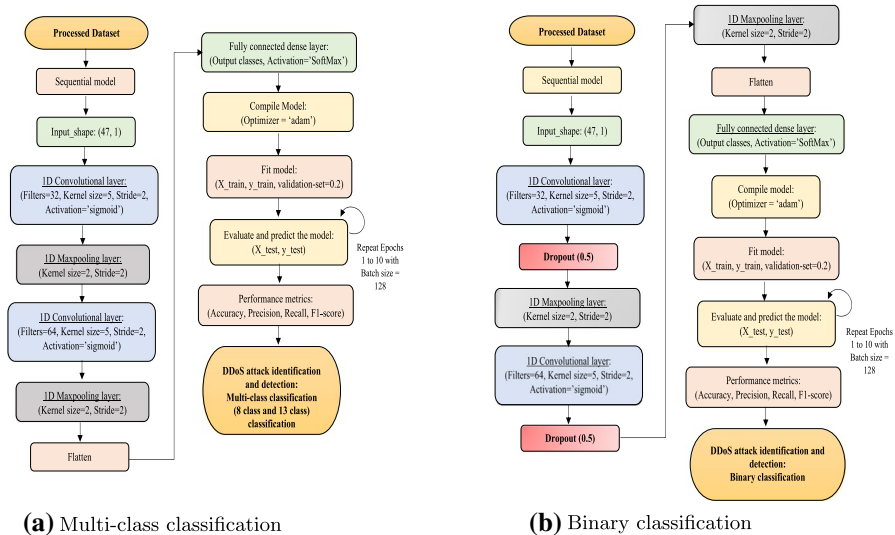 Processed Dataset
Sequential model
Input_shape: (47, 1)
1D Convolutional layer:
(Filters=32, Kernel size=5, Stride=2,
Activation='sigmoid')
1D Maxpooling layer:
(Kernel size=2, Stride=2)
1D Convolutional layer:
(Filters=64, Kernel size=5, Stride=2,
Activation='sigmoid')
1D Maxpooling layer:
(Kernel size=2, Stride=2)
Flatten
Fully connected dense layer:
(Output classes, Activation='SoftMax')
Compile Model:
(Optimizer = 'adam')
Fit model:
(X_train, y_train, validation-set=0.2)
Evaluate and predict the model:
(X_test, y_test)
Repeat Epochs
1 to 10 with
Batch size =
128
Performance metrics:
(Accuracy, Precision, Recall, F1-score)
DDoS attack identification
and detection:
Multi-class classification
(8 class and 13 class)
classification
(a) Multi-class classification
Processed Dataset
Sequential model
Input_shape: (47, 1)
1D Convolutional layer:
(Filters=32, Kernel size=5, Stride=2,
Activation='sigmoid')
Dropout (0.5)
1D Maxpooling layer:
(Kernel size=2, Stride=2)
1D Convolutional layer:
(Filters=64, Kernel size=5, Stride=2,
Activation='sigmoid')
Dropout (0.5)
1D Maxpooling layer:
(Kernel size=2, Stride=2)
Flatten
Fully connected dense layer:
(Output classes, Activation='SoftMax')
Compile model:
(Optimizer = 'adam')
Fit model:
(X_train, y_train, validation-set=0.2)
Evaluate and predict the model:
(X_test, y_test)
Repeat Epochs
1 to 10 with
Batch size =
128
Performance metrics:
(Accuracy, Precision, Recall, F1-score)
DDoS attack identification and
detection:
Binary classification
(b) Binary classification